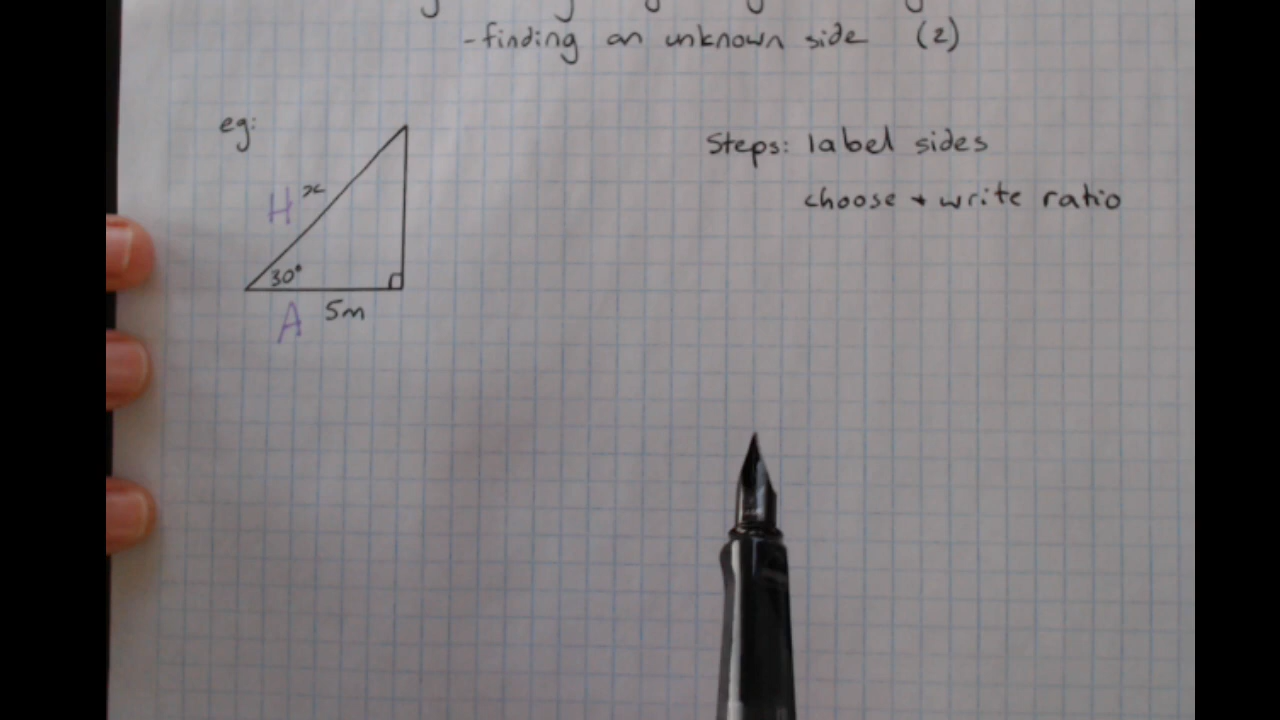 -finding an unknown side (2)
eg:
Steps: label sides
choose + write ratio
H x
30°
5m
A